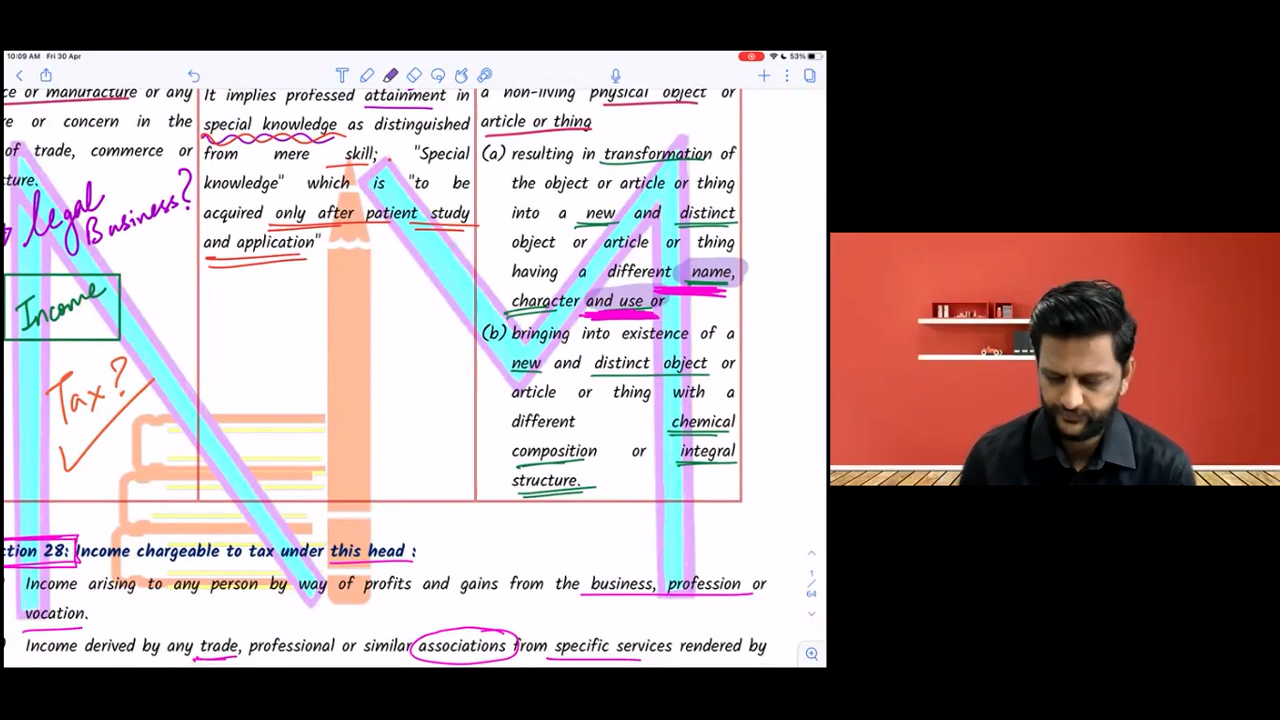 10:09 AM Fri 30 Apr
53%
ce or manufacture or any
re or concern in the
of trade, commerce or
cture.
Legal
Business?
Income
Tax?
It implies professed attainment in
special knowledge as distinguished
from mere skill; "Special
knowledge" which is "to be
acquired only after patient study
and application"
a non-living physical object or
article or thing
(a) resulting in transformation of
the object or article or thing
into a new and distinct
object or article or thing
having a different name,
character and use or
(b) bringing into existence of a
new and distinct object or
article or thing with a
different chemical
composition or integral
structure.
ction 28: Income chargeable to tax under this head :
Income arising to any person by way of profits and gains from the business, profession or
vocation.
Income derived by any trade, professional or similar associations from specific services rendered by
1
/
64